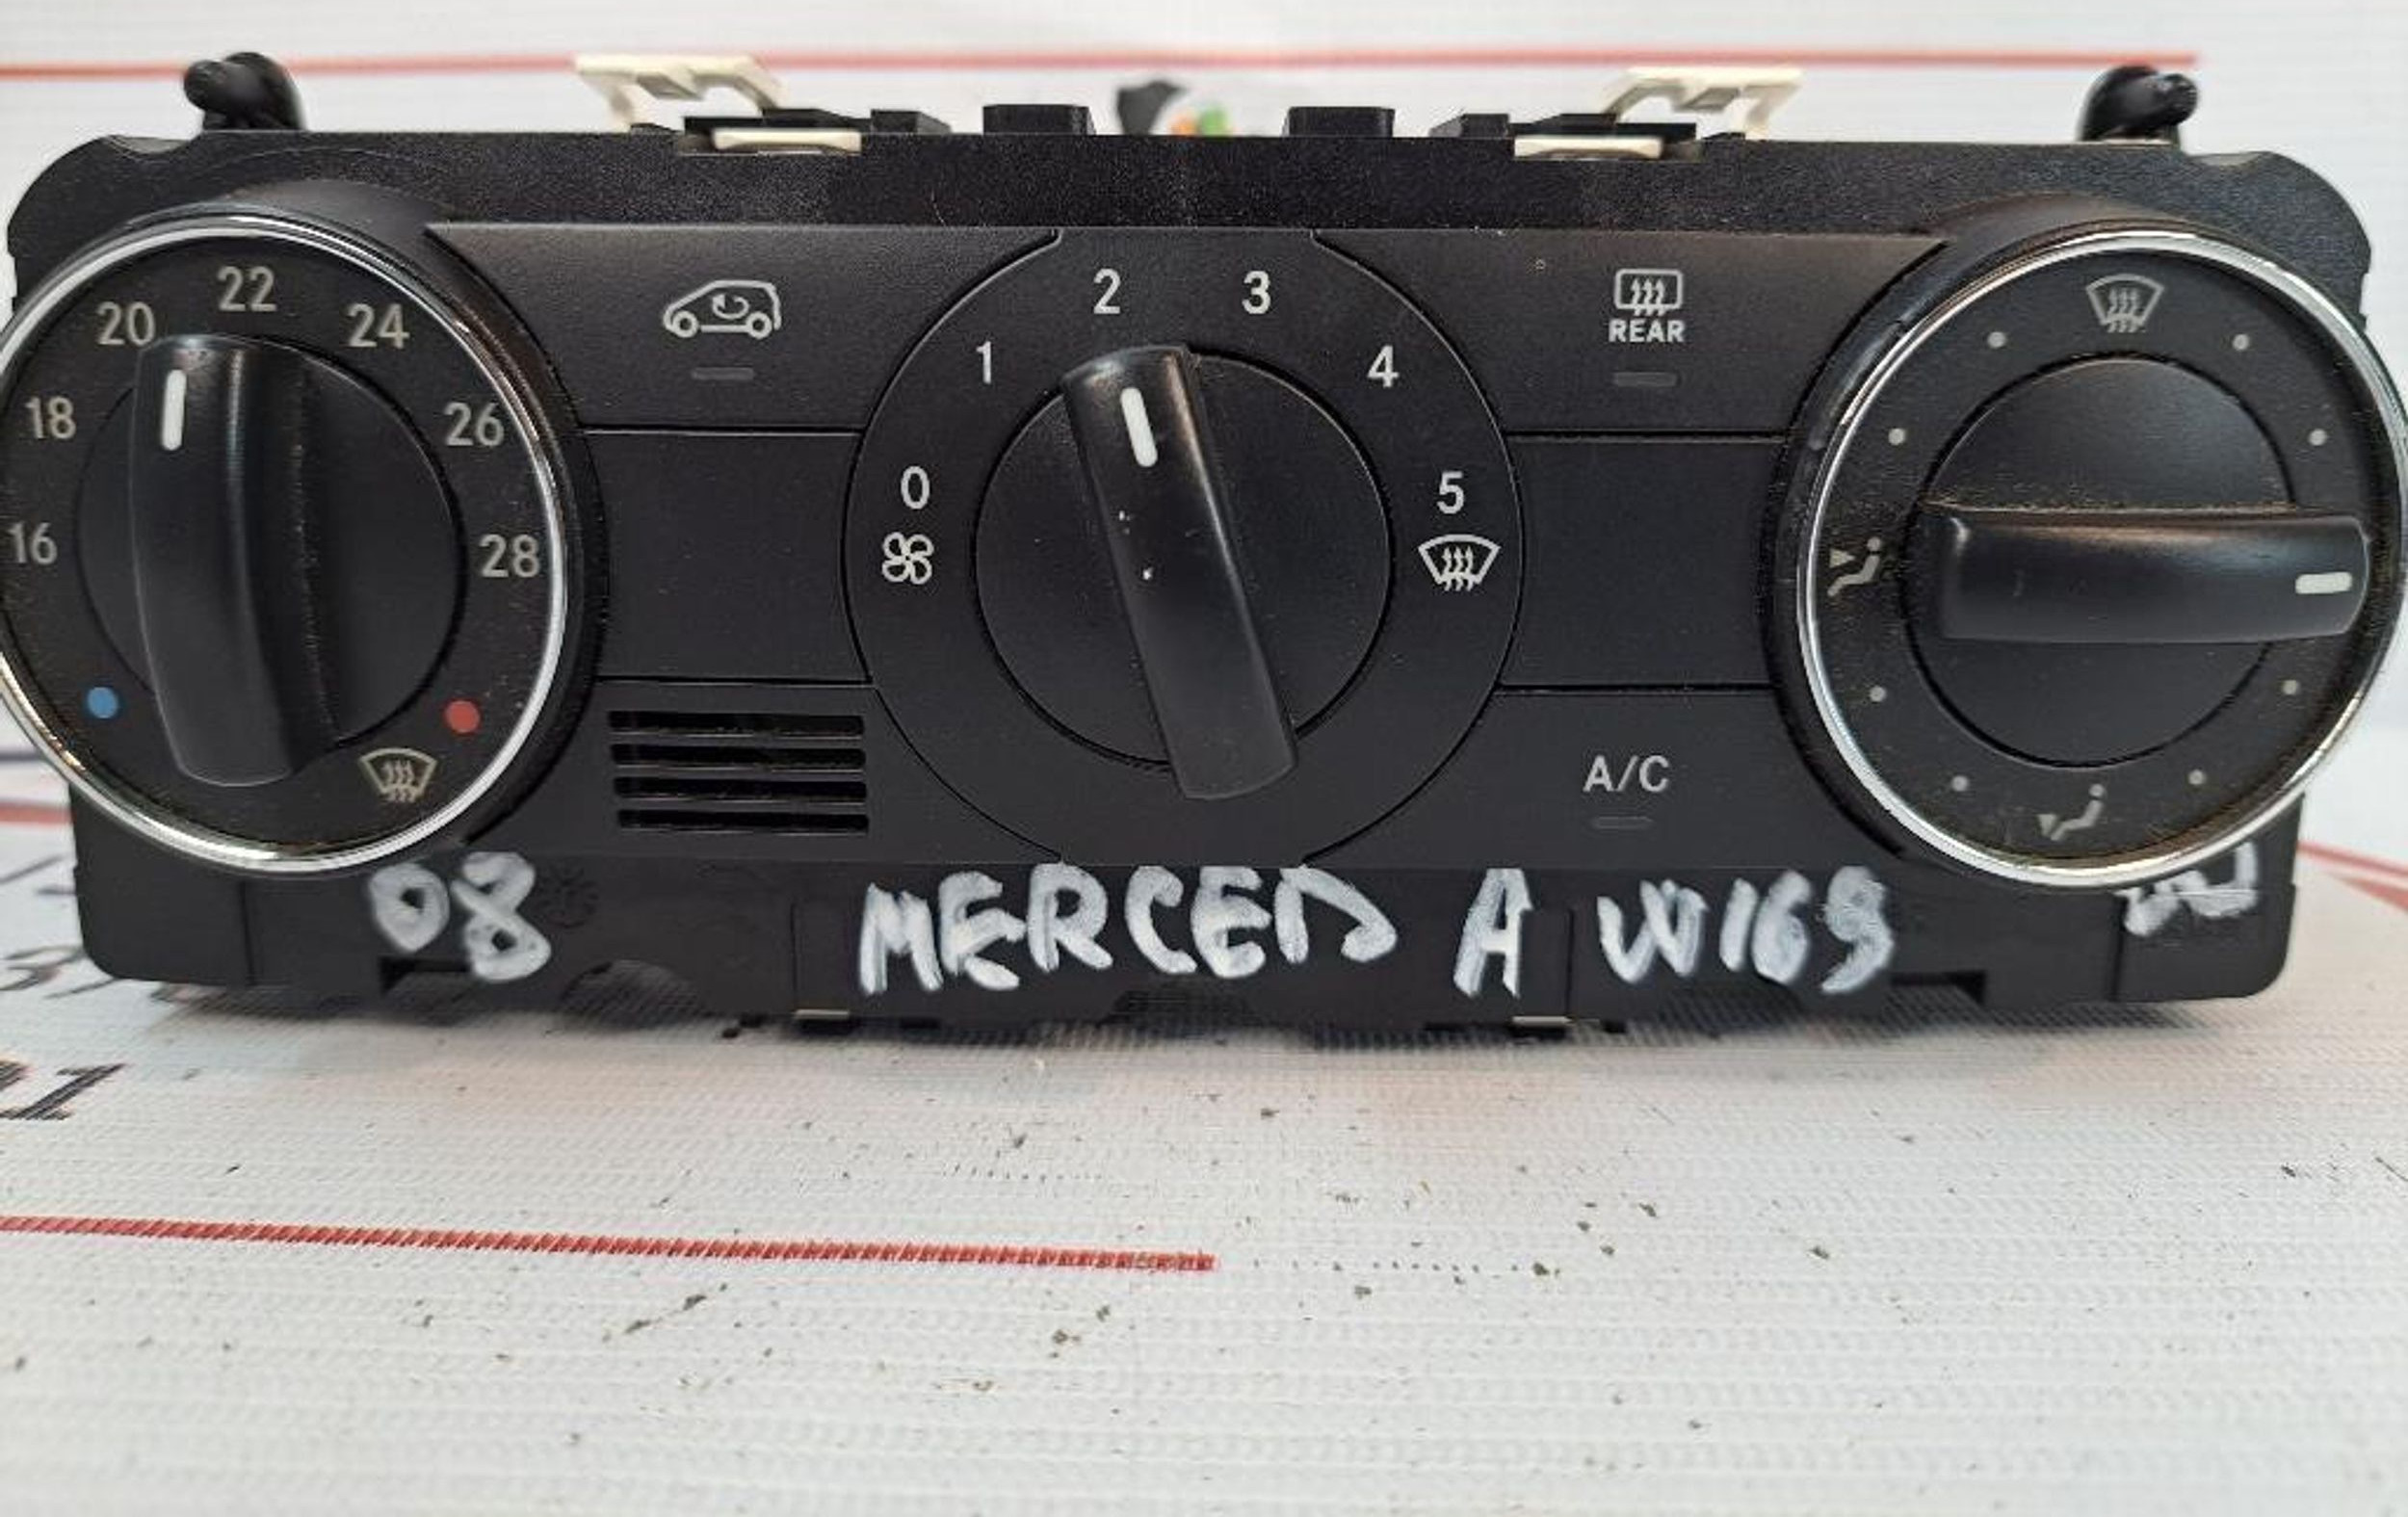 16 18 20 22 24 26 28
0 1 2 3 4 5
REAR
A/C
08 MERCED A W169